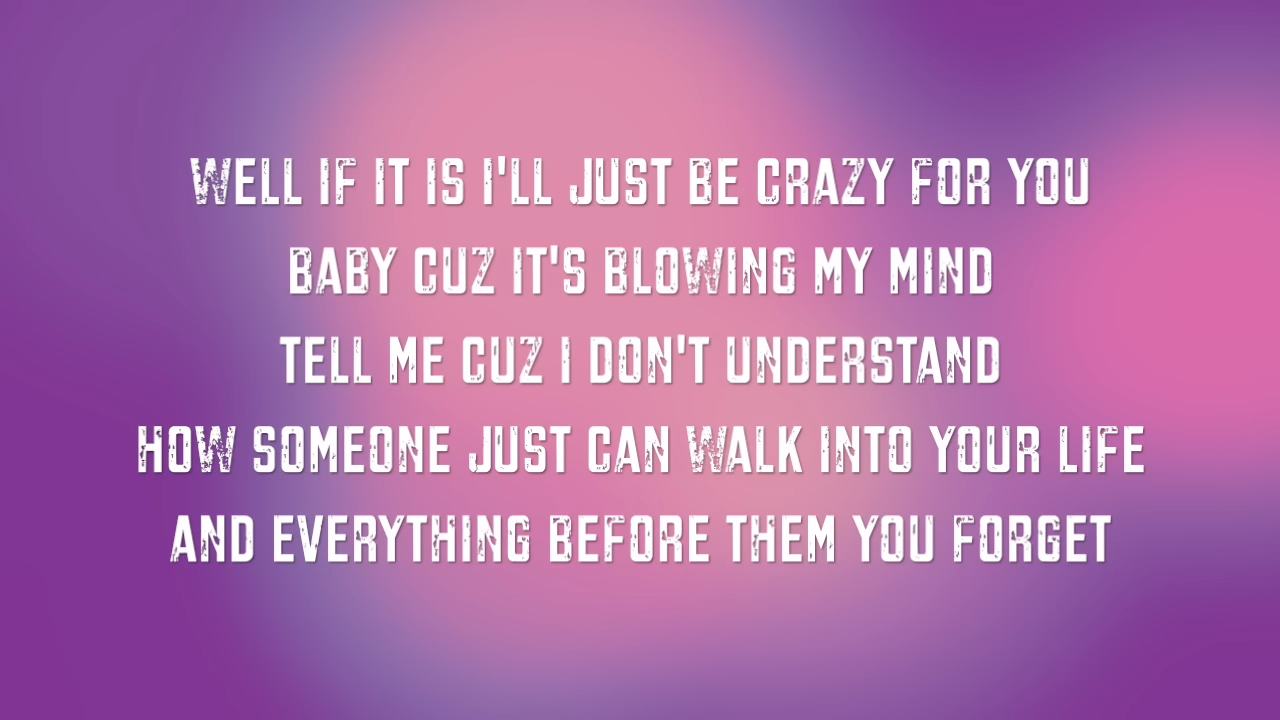 WELL IF IT IS I'LL JUST BE CRAZY FOR YOU
BABY CUZ IT'S BLOWING MY MIND
TELL ME CUZ I DON'T UNDERSTAND
HOW SOMEONE JUST CAN WALK INTO YOUR LIFE
AND EVERYTHING BEFORE THEM YOU FORGET